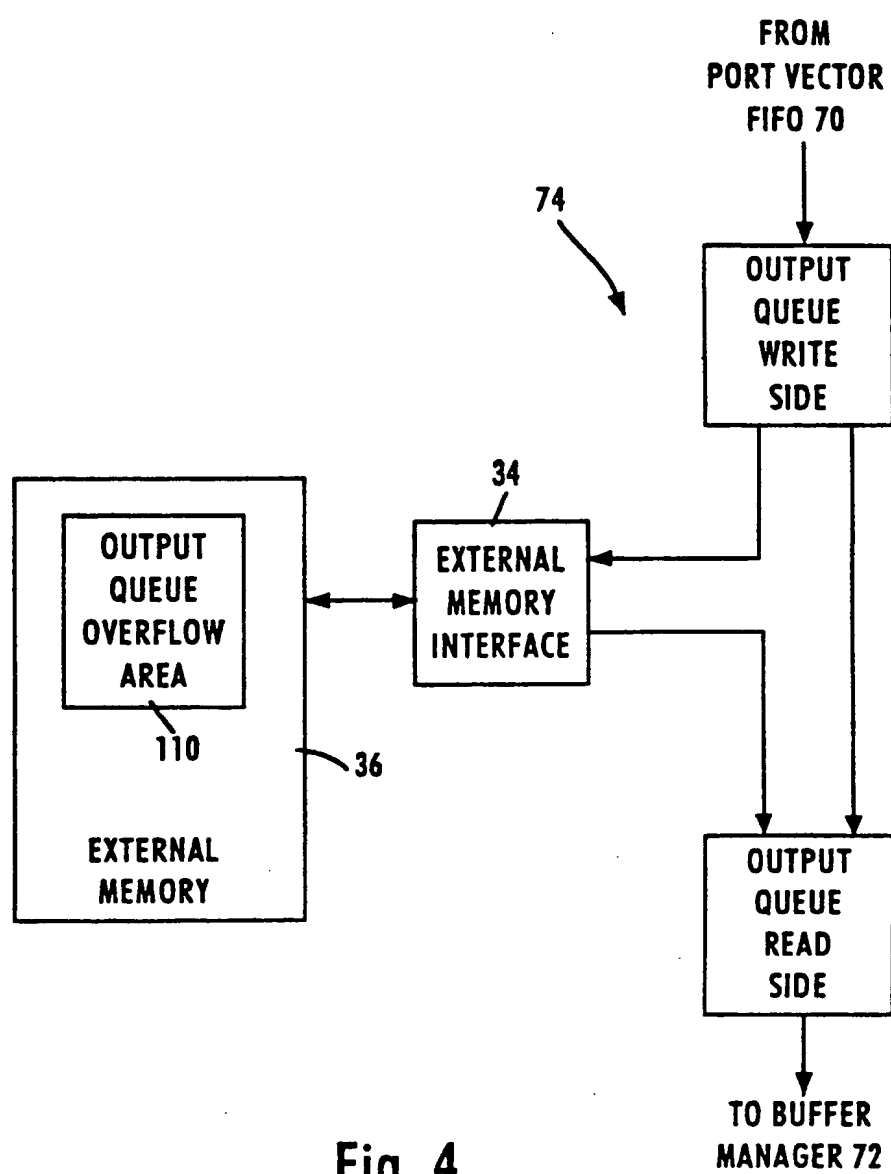 FROM
PORT VECTOR
FIFO 70
74
OUTPUT
QUEUE
WRITE
SIDE
34
EXTERNAL
MEMORY
INTERFACE
OUTPUT
QUEUE
OVERFLOW
AREA
110
36
EXTERNAL
MEMORY
OUTPUT
QUEUE
READ
SIDE
TO BUFFER
MANAGER 72
Fig. 4